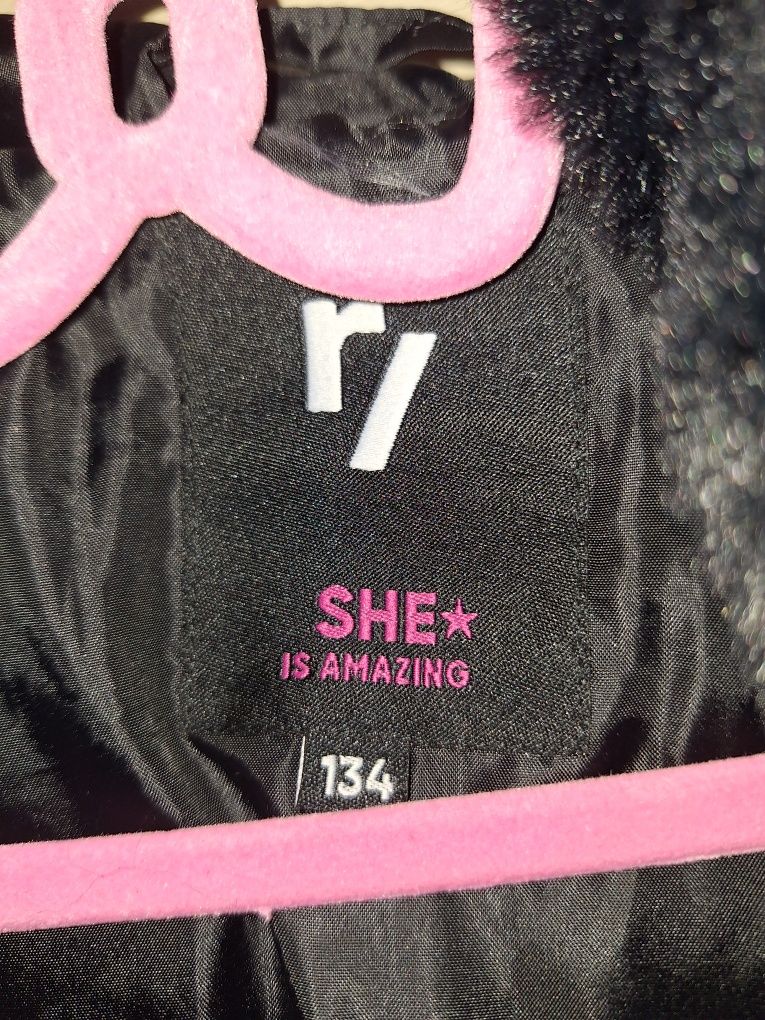 r/
SHE★
IS AMAZING
134